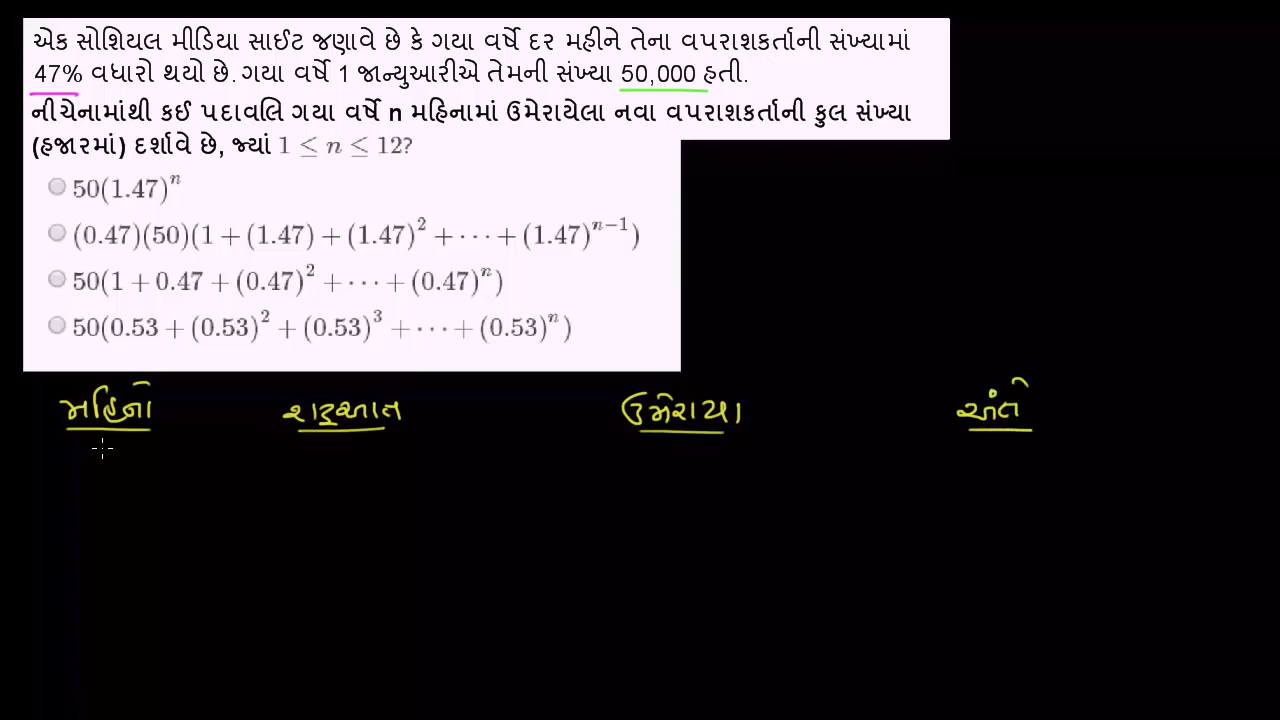 એક સોશિયલ મીડિયા સાઈટ જણાવે છે કે ગયા વર્ષે દર મહીને તેના વપરાશકર્તાની સંખ્યામાં
47% વધારો થયો છે. ગયા વર્ષે 1 જાન્યુઆરીએ તેમની સંખ્યા 50,000 હતી.
નીચેનામાંથી કઈ પદાવલિ ગયા વર્ષે n મહિનામાં ઉમેરાયેલા નવા વપરાશકર્તાની કુલ સંખ્યા
(હજારમાં) દર્શાવે છે, જ્યાં 1 ≤ n ≤ 12?
50(1.47)^n
(0.47)(50)(1 + (1.47) + (1.47)^2 + ⋯ + (1.47)^{n−1})
50(1 + 0.47 + (0.47)^2 + ⋯ + (0.47)^n)
50(0.53 + (0.53)^2 + (0.53)^3 + ⋯ + (0.53)^n)
મહિનો શરૂઆત ઉમેરાયા અંતે